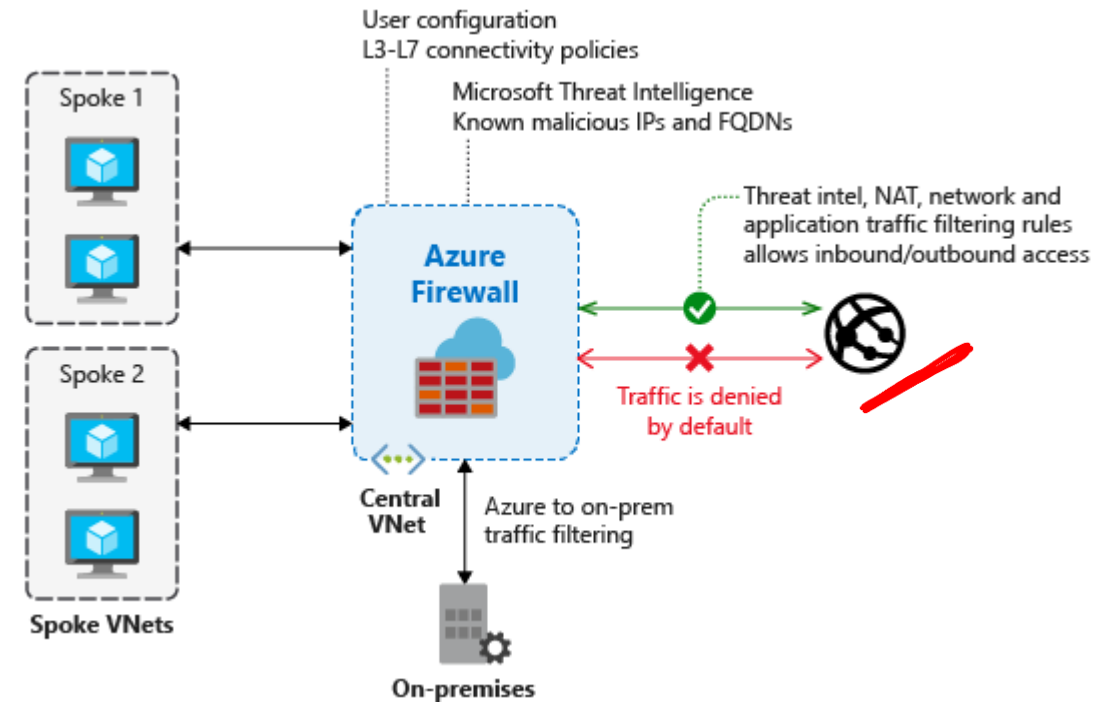 User configuration
L3-L7 connectivity policies
Microsoft Threat Intelligence
Known malicious IPs and FQDNs
Spoke 1
Threat intel, NAT, network and
application traffic filtering rules
allows inbound/outbound access
Azure
Firewall
Spoke 2
Traffic is denied
by default
Central
VNet
Azure to on-prem
traffic filtering
Spoke VNets
On-premises